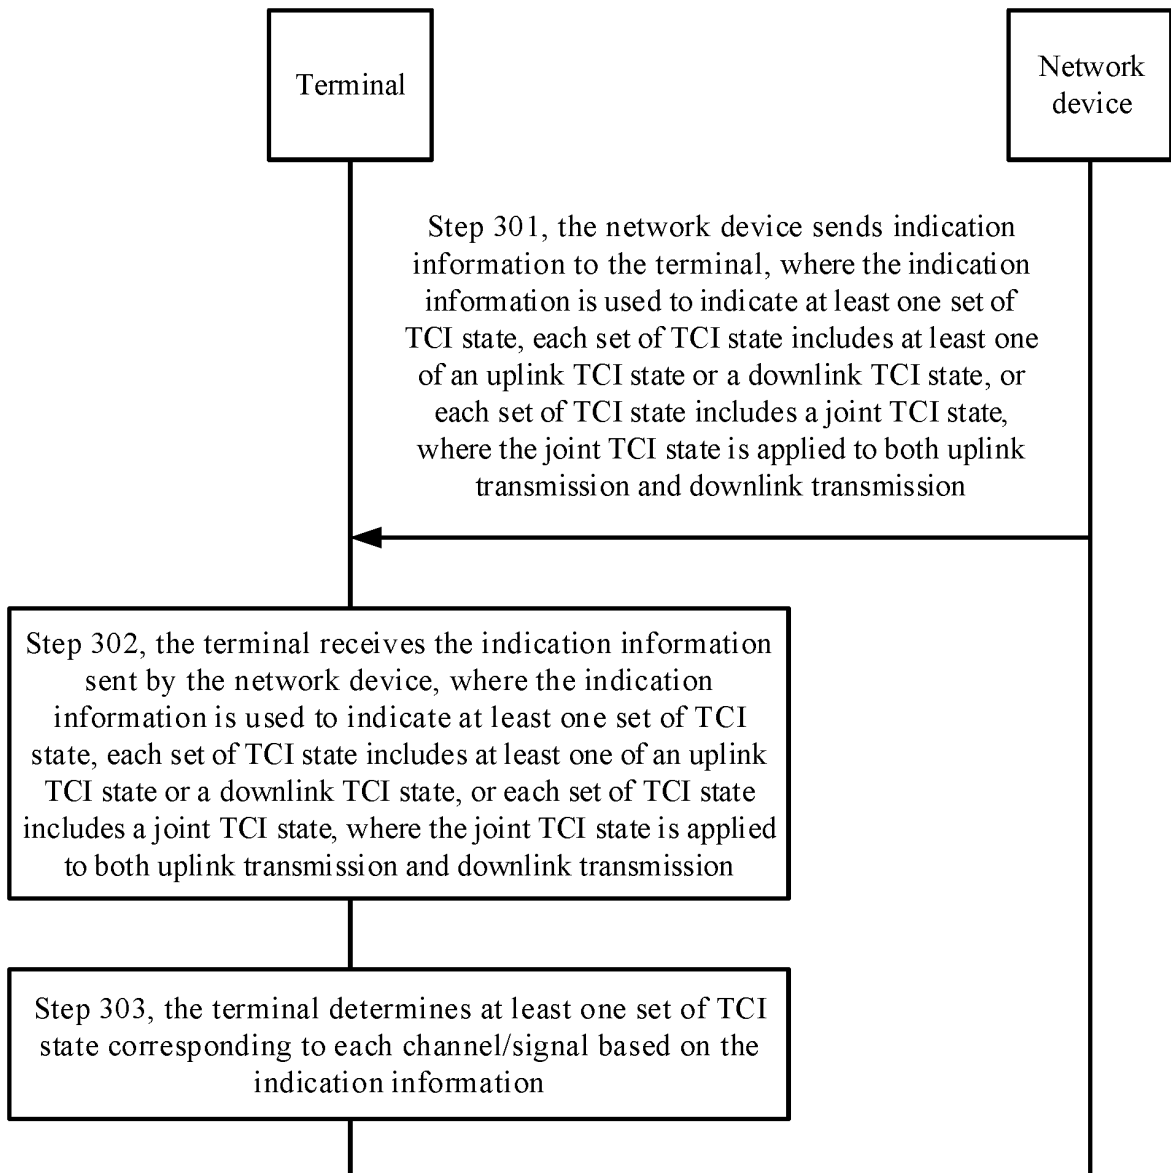 Terminal
Network
device
Step 301, the network device sends indication
information to the terminal, where the indication
information is used to indicate at least one set of
TCI state, each set of TCI state includes at least one
of an uplink TCI state or a downlink TCI state, or
each set of TCI state includes a joint TCI state,
where the joint TCI state is applied to both uplink
transmission and downlink transmission
Step 302, the terminal receives the indication information
sent by the network device, where the indication
information is used to indicate at least one set of TCI
state, each set of TCI state includes at least one of an uplink
TCI state or a downlink TCI state, or each set of TCI state
includes a joint TCI state, where the joint TCI state is applied
to both uplink transmission and downlink transmission
Step 303, the terminal determines at least one set of TCI
state corresponding to each channel/signal based on the
indication information